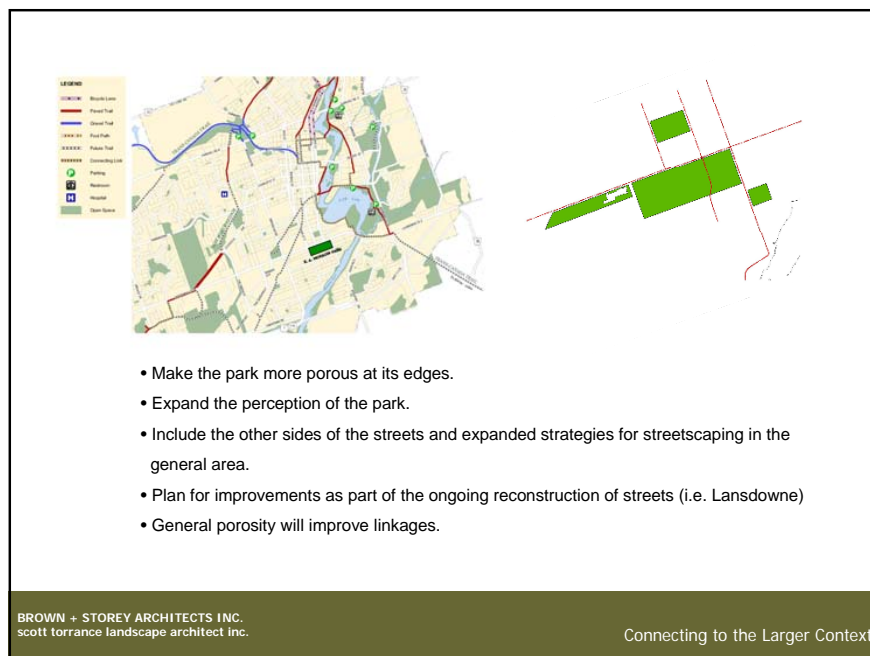 LEGEND
Bicycle Lane
Paved Trail
Gravel Trail
Foot Path
Future Trail
Connecting Link
Parking
Restroom
Hospital
Open Space
• Make the park more porous at its edges.
• Expand the perception of the park.
• Include the other sides of the streets and expanded strategies for streetscaping in the
general area.
• Plan for improvements as part of the ongoing reconstruction of streets (i.e. Lansdowne)
• General porosity will improve linkages.
BROWN + STOREY ARCHITECTS INC.
scott torrance landscape architect inc.
Connecting to the Larger Context